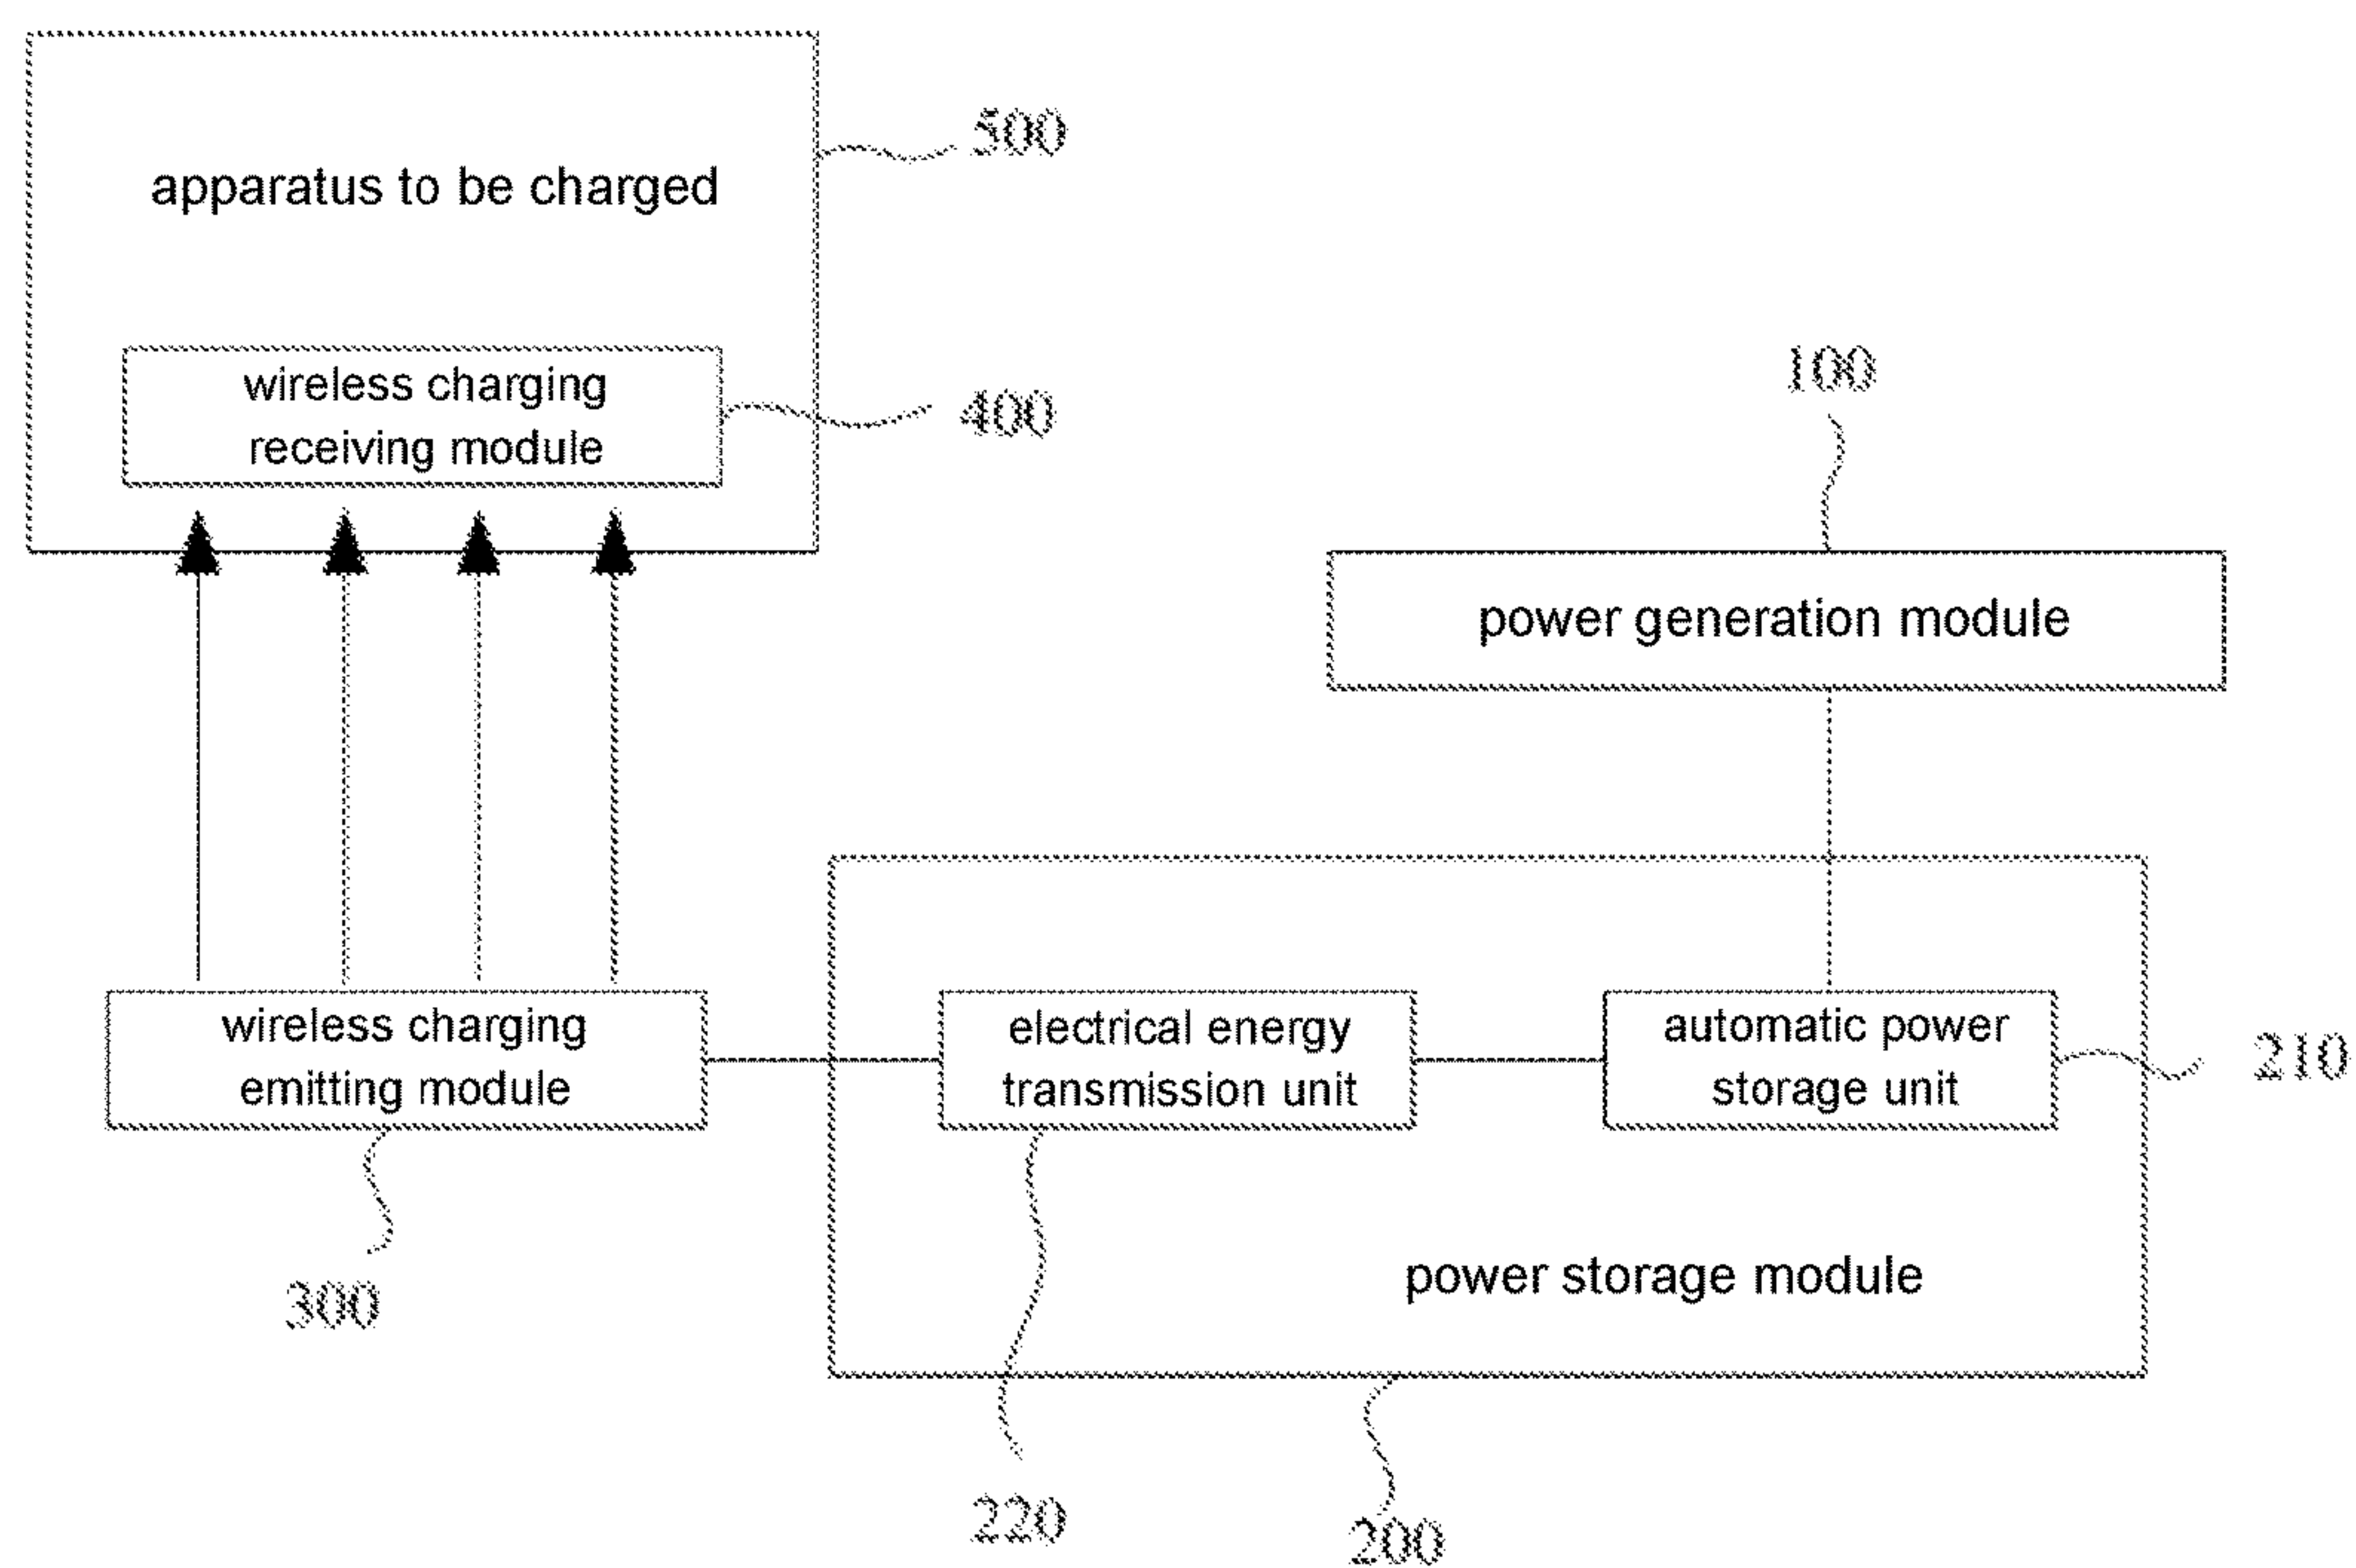 500
apparatus to be charged
wireless charging
receiving module
400
100
power generation module
wireless charging
emitting module
electrical energy
transmission unit
automatic power
storage unit
210
300
power storage module
220
200